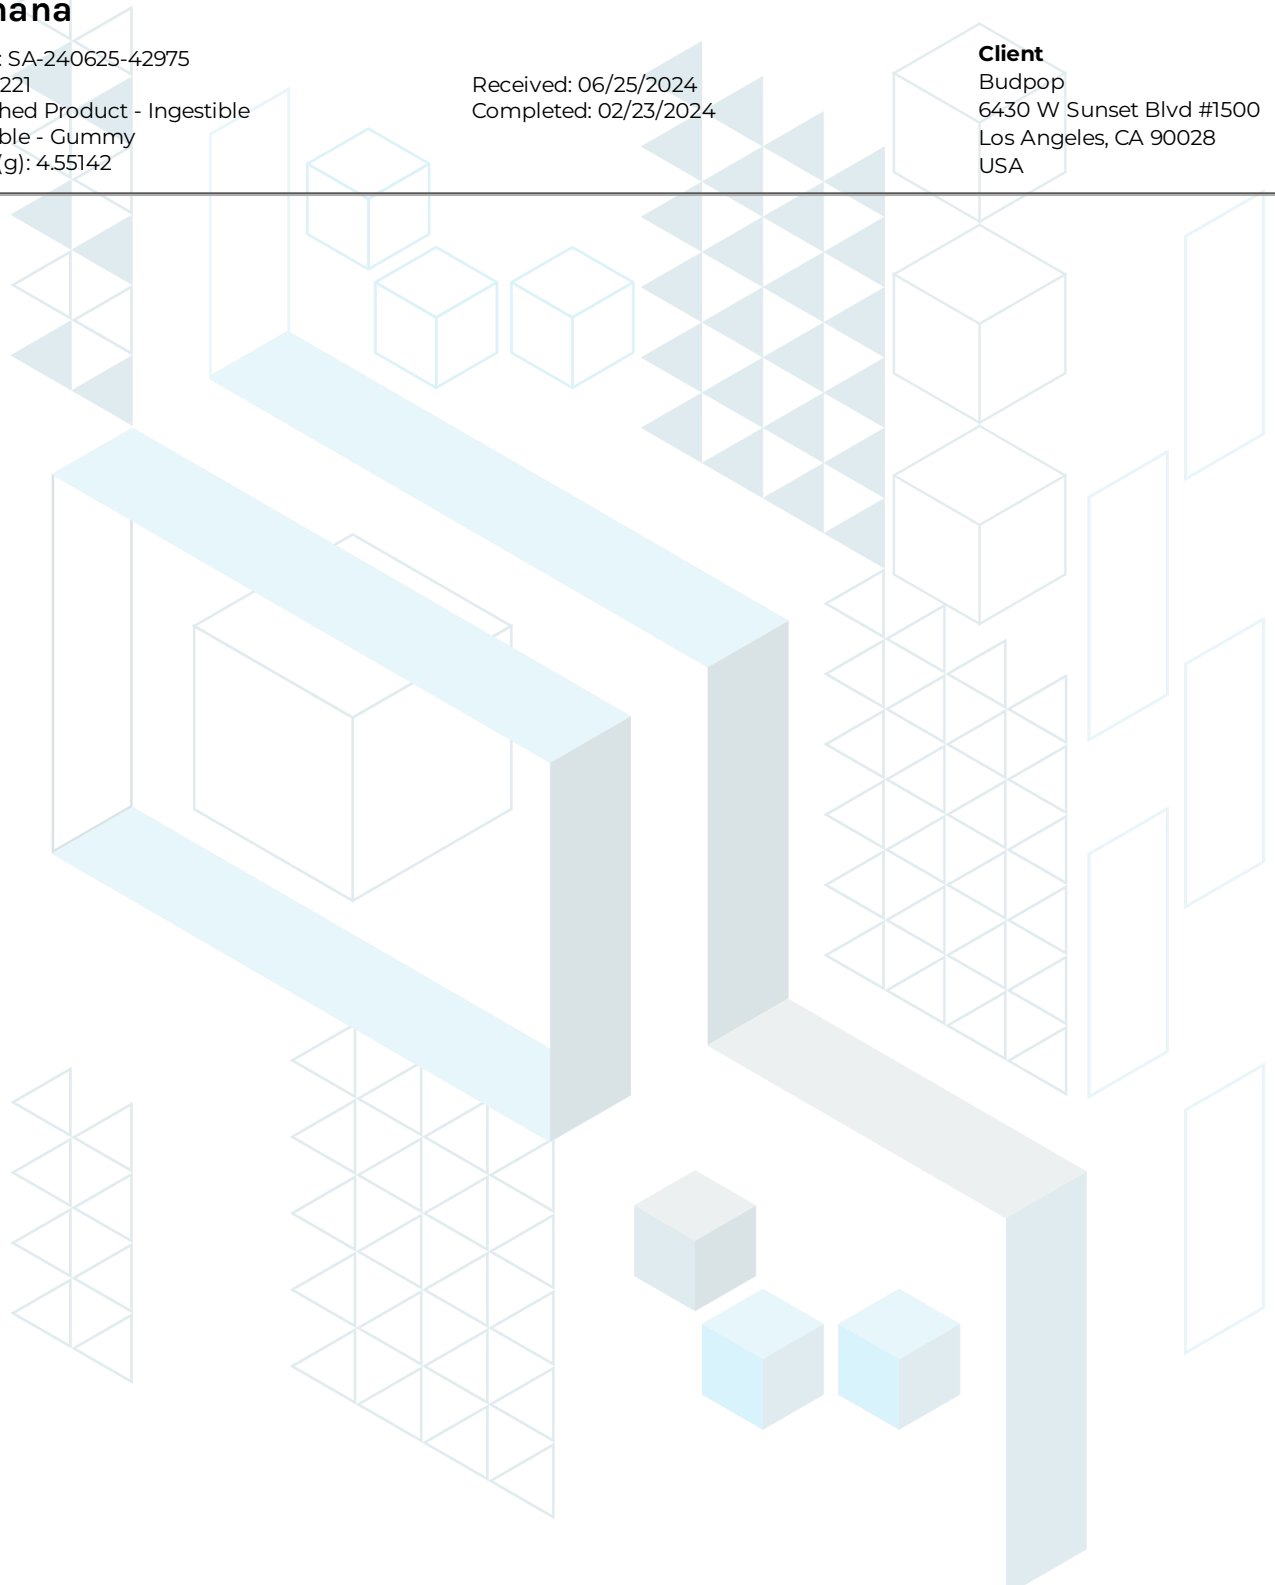 nana
: SA-240625-42975
221
hed Product - Ingestible
ble - Gummy
(g): 4.55142
Received: 06/25/2024
Completed: 02/23/2024
Client
Budpop
6430 W Sunset Blvd #1500
Los Angeles, CA 90028
USA